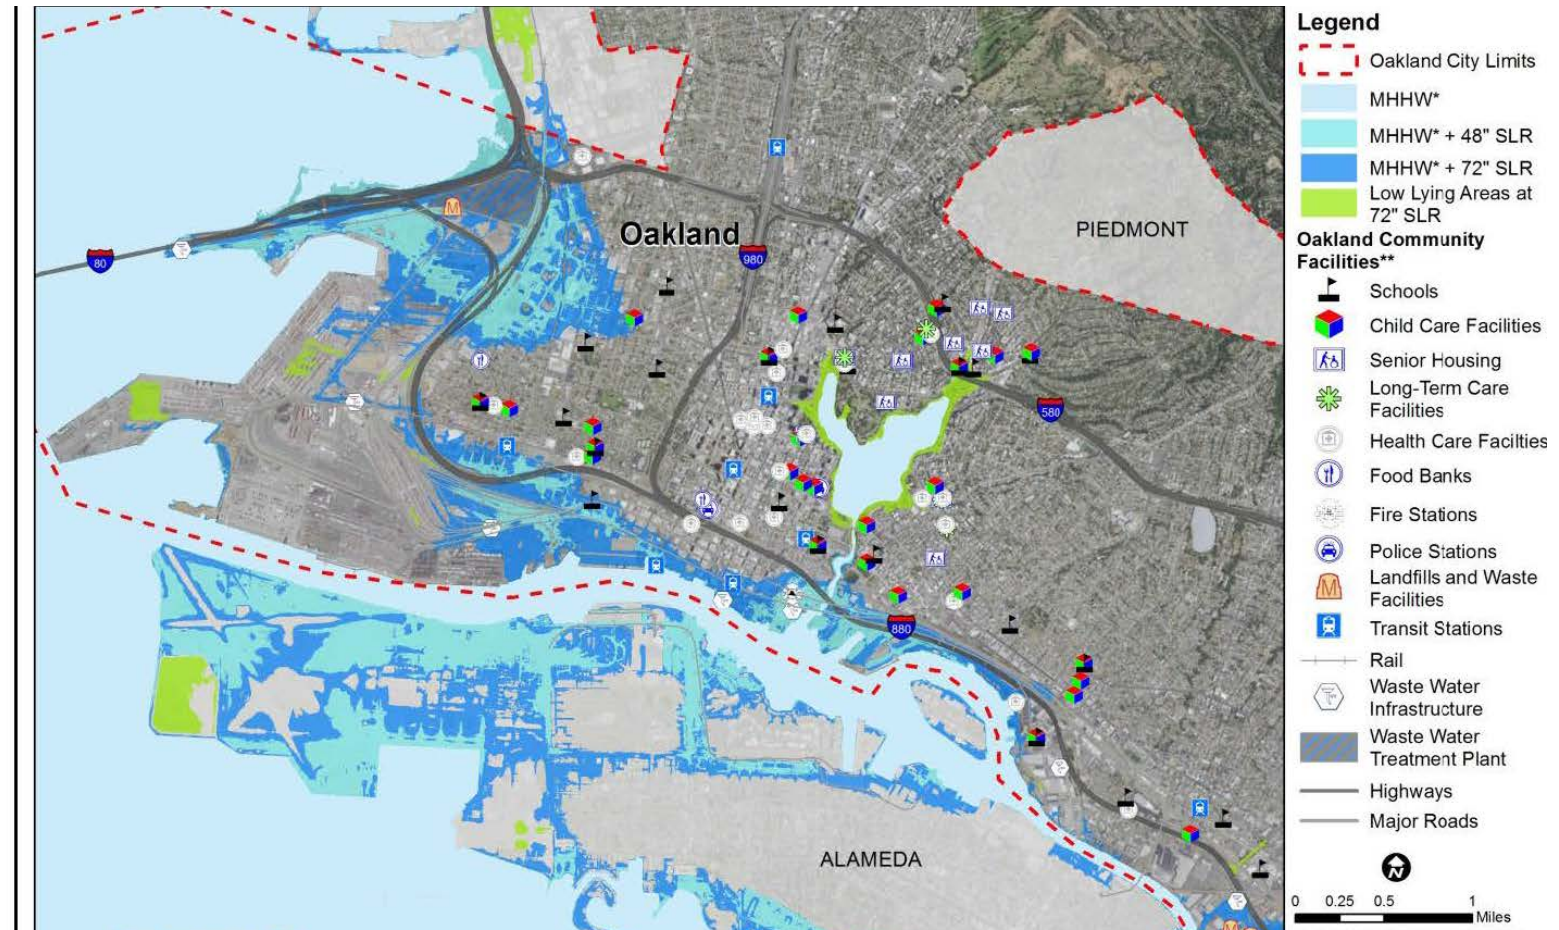 Oakland
PIEDMONT
ALAMEDA
80
980
580
880
M
Legend
Oakland City Limits
MHHW*
MHHW* + 48" SLR
MHHW* + 72" SLR
Low Lying Areas at
72" SLR
Oakland Community
Facilities**
Schools
Child Care Facilities
Senior Housing
Long-Term Care
Facilities
Health Care Facilties
Food Banks
Fire Stations
Police Stations
Landfills and Waste
Facilities
Transit Stations
Rail
Waste Water
Infrastructure
Waste Water
Treatment Plant
Highways
Major Roads
N
0 0.25 0.5 1
Miles